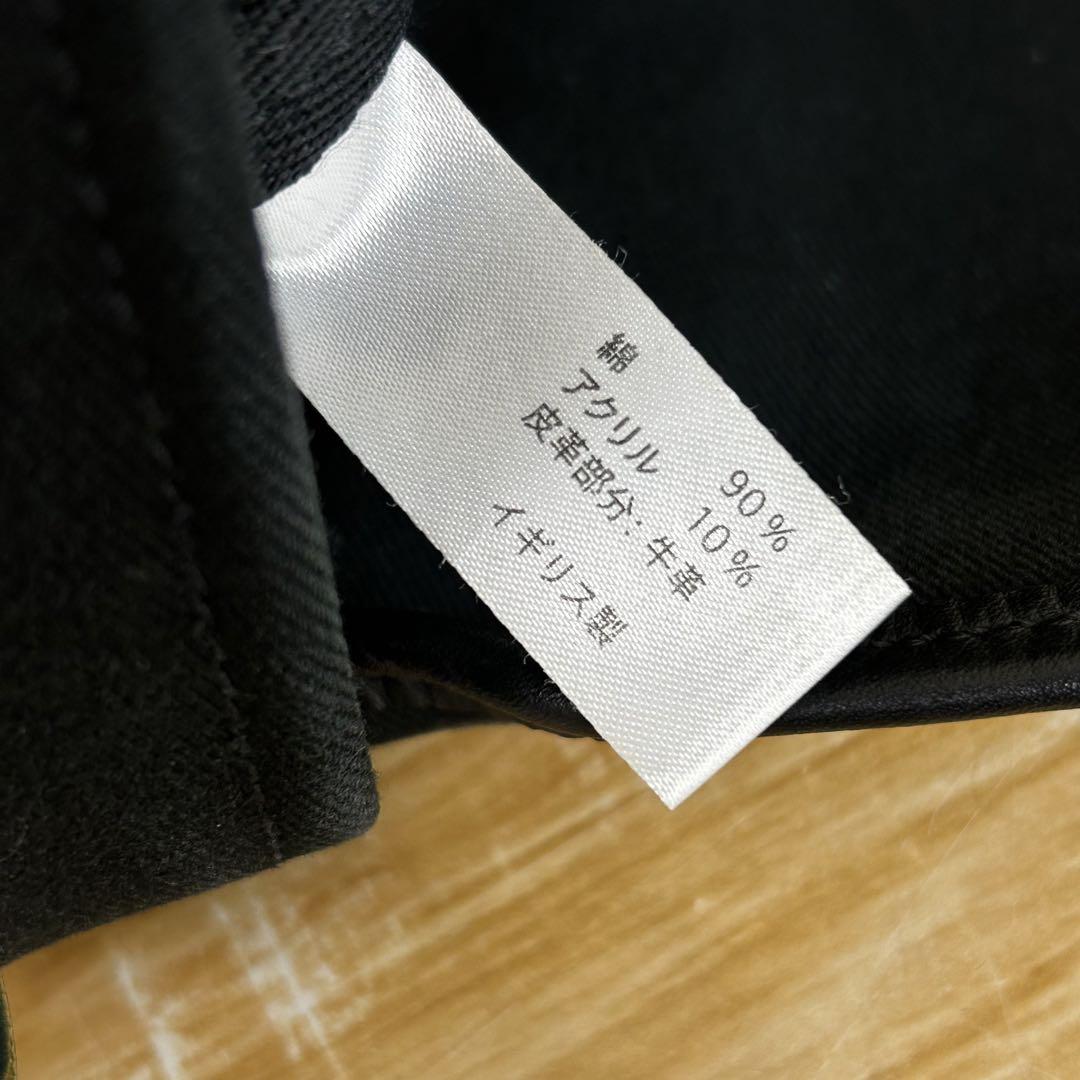 綿 90%
アクリル 10%
皮革部分: 牛革
イギリス製